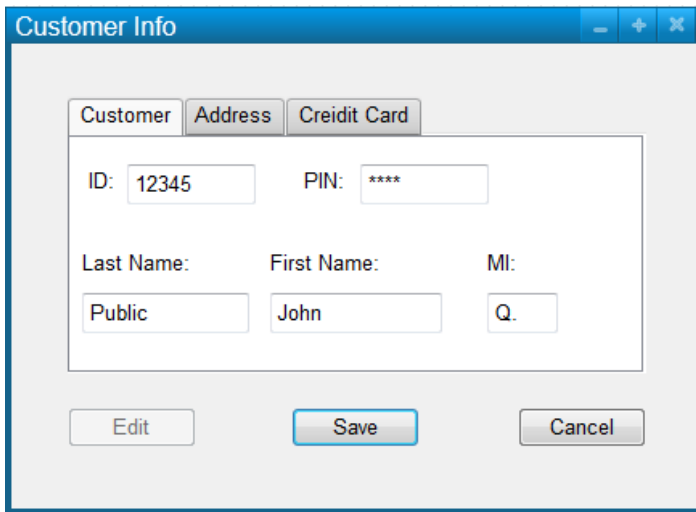 Customer Info
Customer Address Creidit Card
ID: 12345 PIN: ****
Last Name: First Name: MI:
Public John Q.
Edit Save Cancel